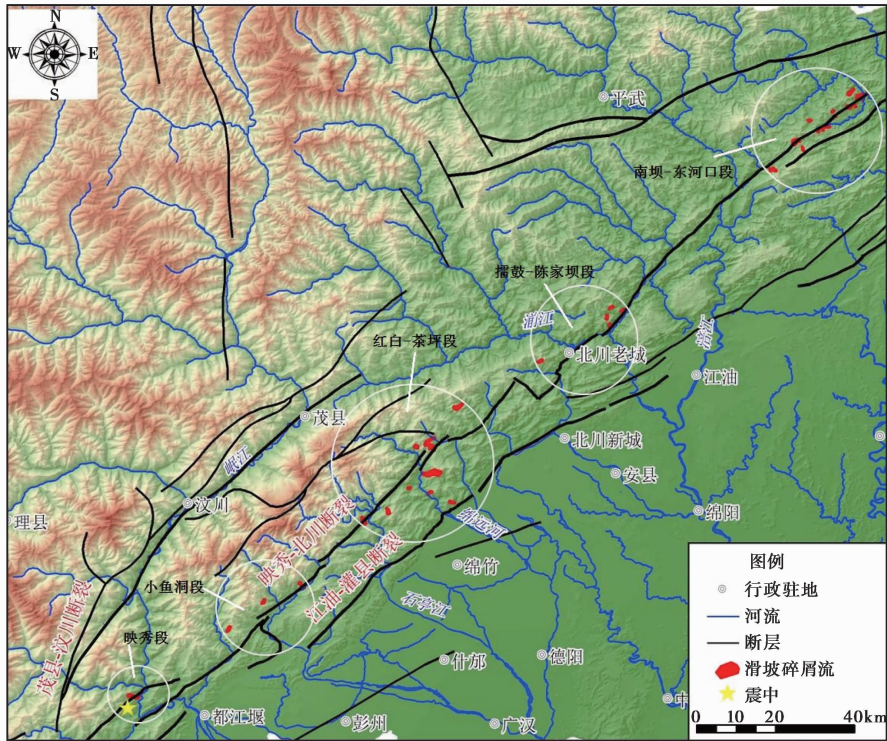 N
W
E
S
平武
南坝-东河口段
擂鼓-陈家坝段
湔江
红白-茶坪段
北川老城
涪江
江油
茂县
北川新城
岷江
安县
汶川
绵阳
理县
绵远河
映秀-北川断裂
江油-灌县断裂
绵竹
小鱼洞段
石亭江
茂县-汶川断裂
映秀段
什邡
德阳
中
都江堰
彭州
广汉
图例
行政驻地
河流
断层
滑坡碎屑流
震中
0 10 20 40km